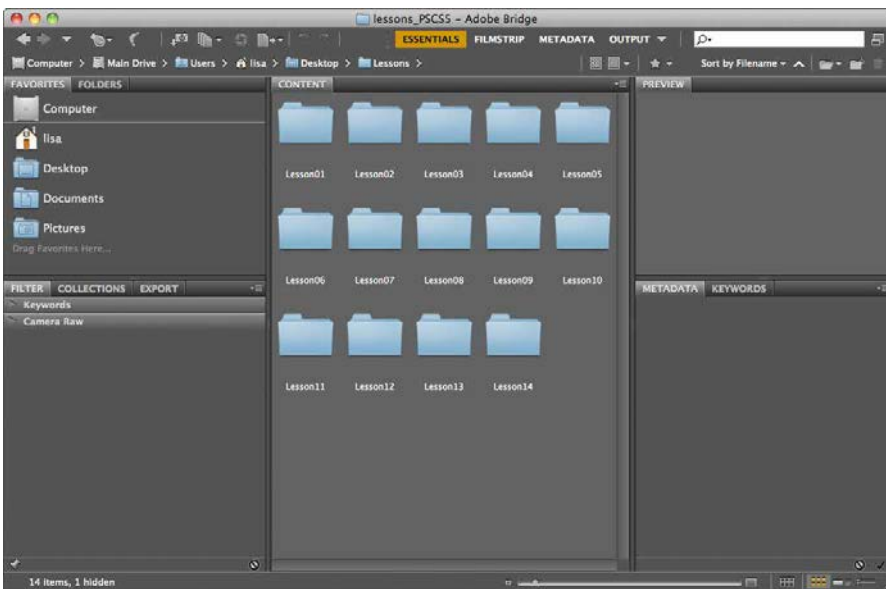 lessons_PSCS5 - Adobe Bridge
ESSENTIALS FILMSTRIP METADATA OUTPUT
Computer > Main Drive > Users > lisa > Desktop > Lessons >
Sort by Filename
FAVORITES FOLDERS
CONTENT
PREVIEW
Computer
lisa
Desktop
Documents
Pictures
Drag Favorites Here...
Lesson01 Lesson02 Lesson03 Lesson04 Lesson05
Lesson06 Lesson07 Lesson08 Lesson09 Lesson10
Lesson11 Lesson12 Lesson13 Lesson14
FILTER COLLECTIONS EXPORT
Keywords
Camera Raw
METADATA KEYWORDS
14 items, 1 hidden